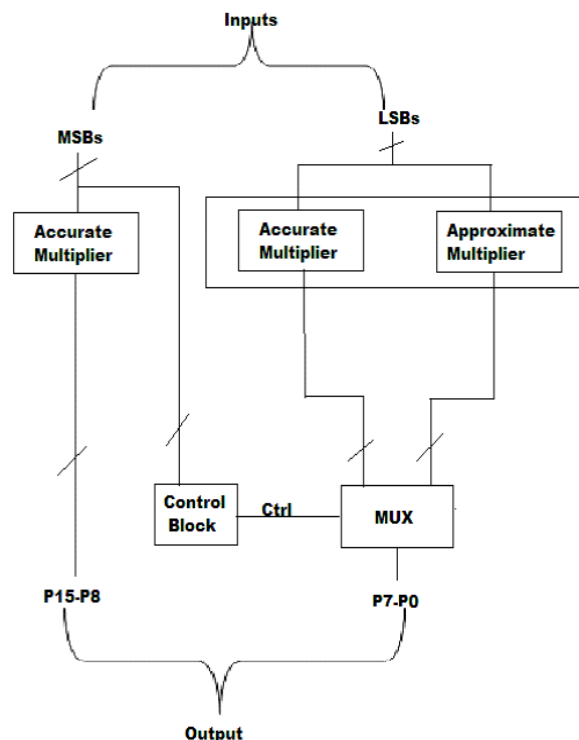 Inputs
MSBs
LSBs
Accurate
Multiplier
Accurate
Multiplier
Approximate
Multiplier
Control
Block
Ctrl
MUX
P15-P8
P7-P0
Output